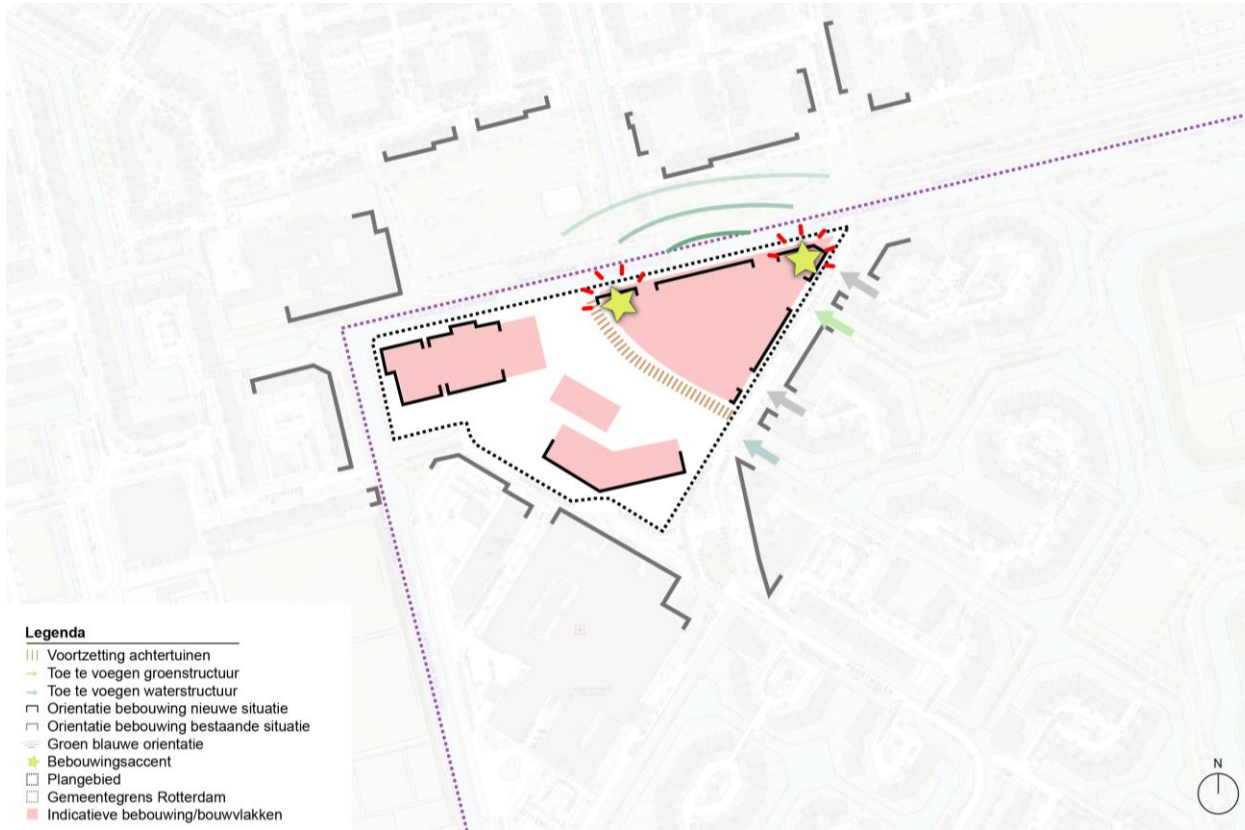 N
Legenda
Voortzetting achtertuinen
Toe te voegen groenstructuur
Toe te voegen waterstructuur
Orientatie bebouwing nieuwe situatie
Orientatie bebouwing bestaande situatie
Groen blauwe orientatie
Bebouwingsaccent
Plangebied
Gemeentegrens Rotterdam
Indicatieve bebouwing/bouwvlakken